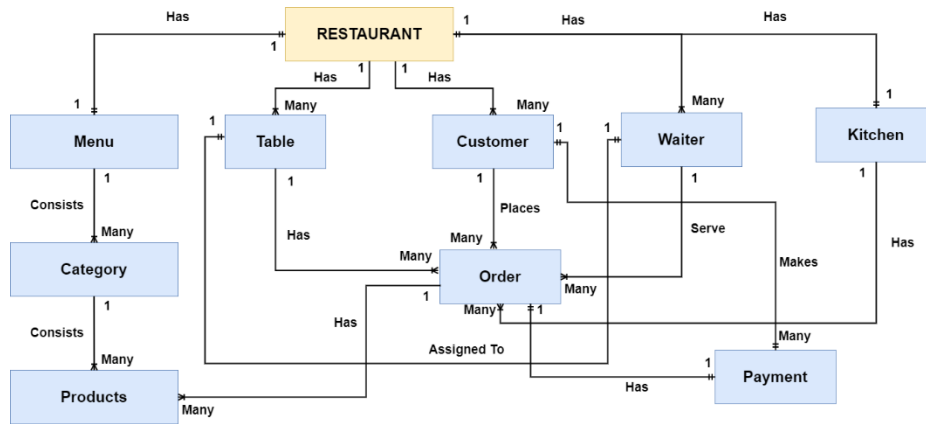 Has
1
Has
Has
1
RESTAURANT
1
1
1
Has
Has
1
Many
Many
Many
1
1
1
1
1
Menu
Table
Customer
Waiter
Kitchen
1
1
1
1
1
Consists
Places
Many
Has
Many
Serve
Has
Category
Many
Order
Many
Makes
1
1
Many
1
Consists
Has
Assigned To
Many
Many
1
Products
Many
Has
Payment